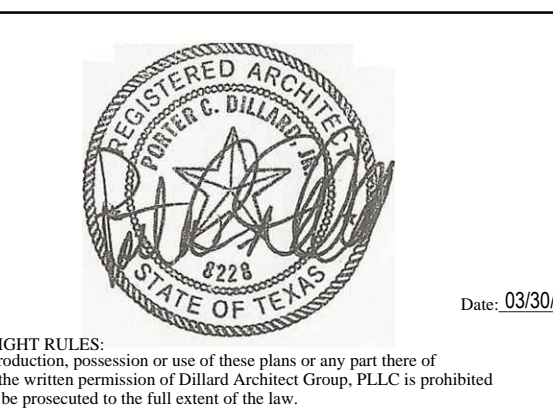 REGISTERED ARCHITECT
PORTER C. DILLARD, JR.
8228
STATE OF TEXAS
Date: 03/30/
IGHT RULES:
roduction, possession or use of these plans or any part there of
the written permission of Dillard Architect Group, PLLC is prohibited
be prosecuted to the full extent of the law.